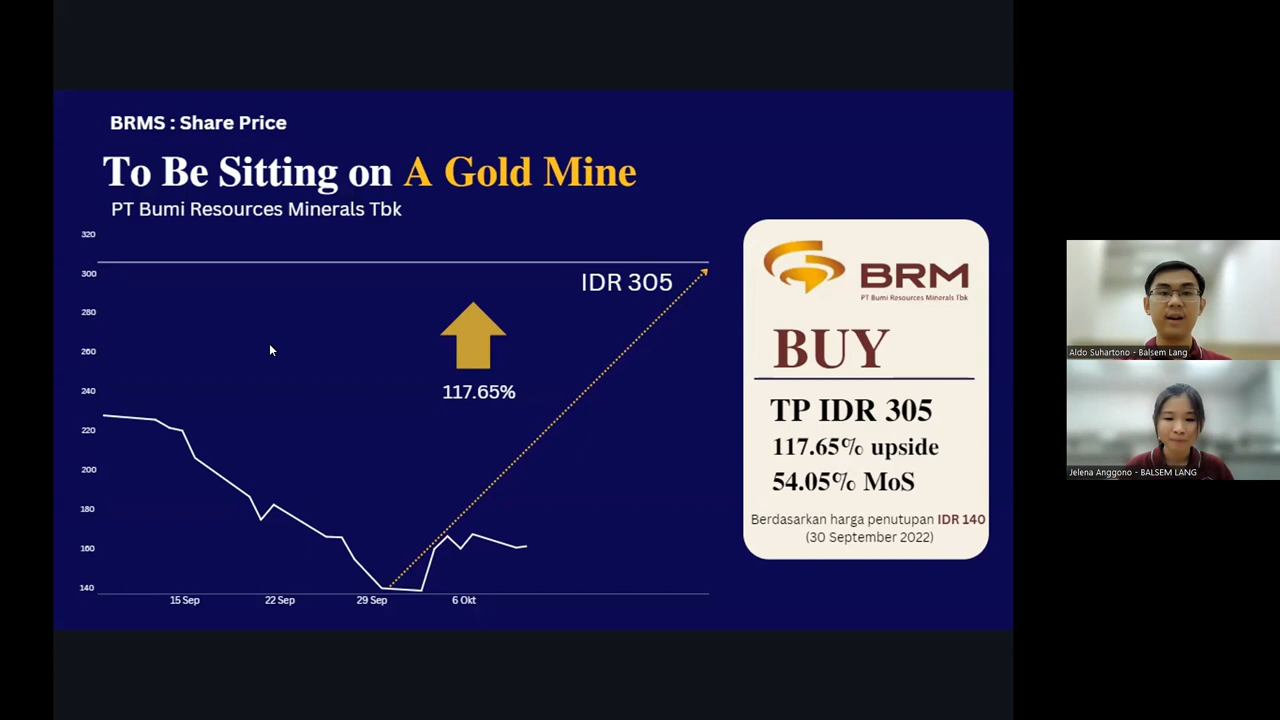 BRMS : Share Price
To Be Sitting on A Gold Mine
PT Bumi Resources Minerals Tbk
320
300
280
260
240
220
200
180
160
140
15 Sep
22 Sep
29 Sep
6 Okt
IDR 305
117.65%
BRM
PT Bumi Resources Minerals Tbk
BUY
TP IDR 305
117.65% upside
54.05% MoS
Berdasarkan harga penutupan IDR 140
(30 September 2022)
Aldo Suhartono - Balsem Lang
Jelena Anggono - BALSEM LANG